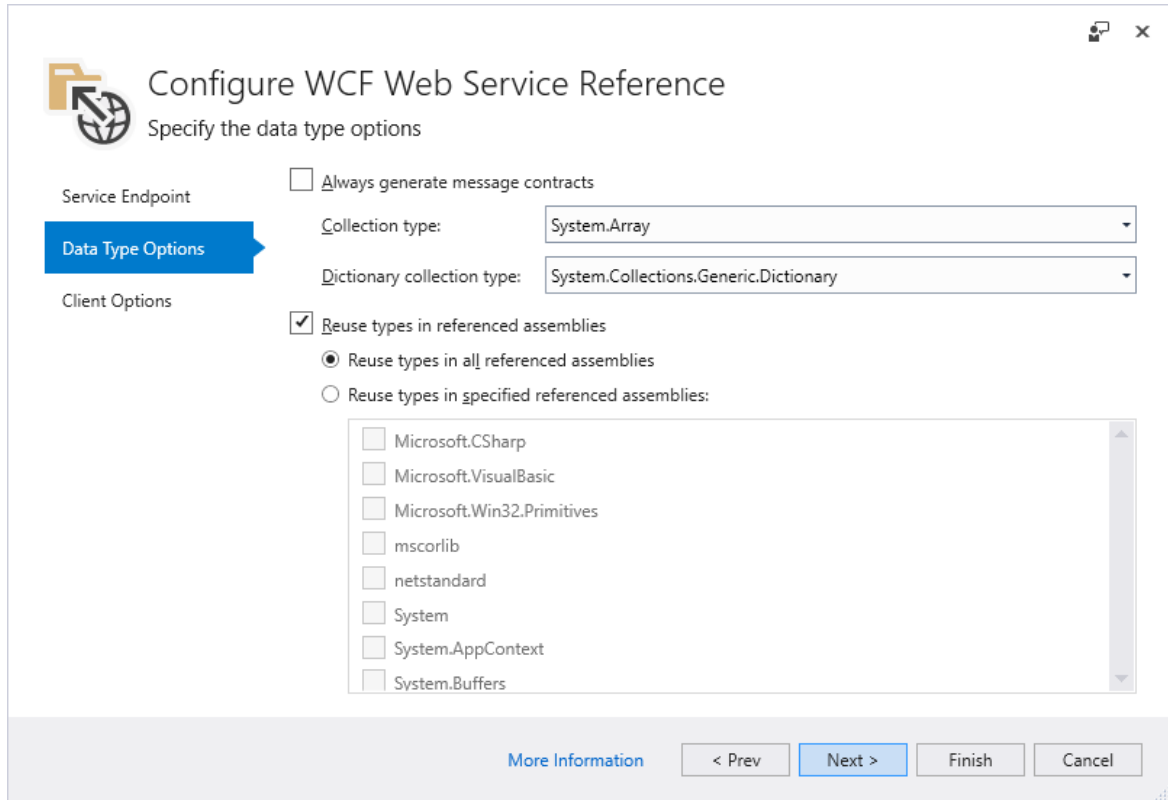 Configure WCF Web Service Reference
Specify the data type options
Service Endpoint
Data Type Options
Client Options
Always generate message contracts
Collection type: System.Array
Dictionary collection type: System.Collections.Generic.Dictionary
Reuse types in referenced assemblies
Reuse types in all referenced assemblies
Reuse types in specified referenced assemblies:
Microsoft.CSharp
Microsoft.VisualBasic
Microsoft.Win32.Primitives
mscorlib
netstandard
System
System.AppContext
System.Buffers
More Information < Prev Next > Finish Cancel